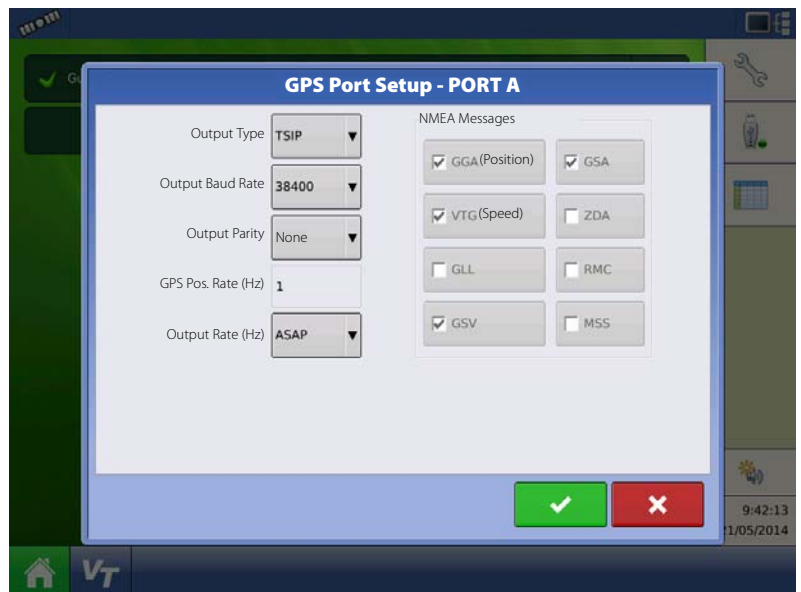 GPS Port Setup - PORT A
Output Type TSIP
Output Baud Rate 38400
Output Parity None
GPS Pos. Rate (Hz) 1
Output Rate (Hz) ASAP
NMEA Messages
GGA (Position) GSA
VTG (Speed) ZDA
GLL RMC
GSV MSS
9:42:13
1/05/2014
VT